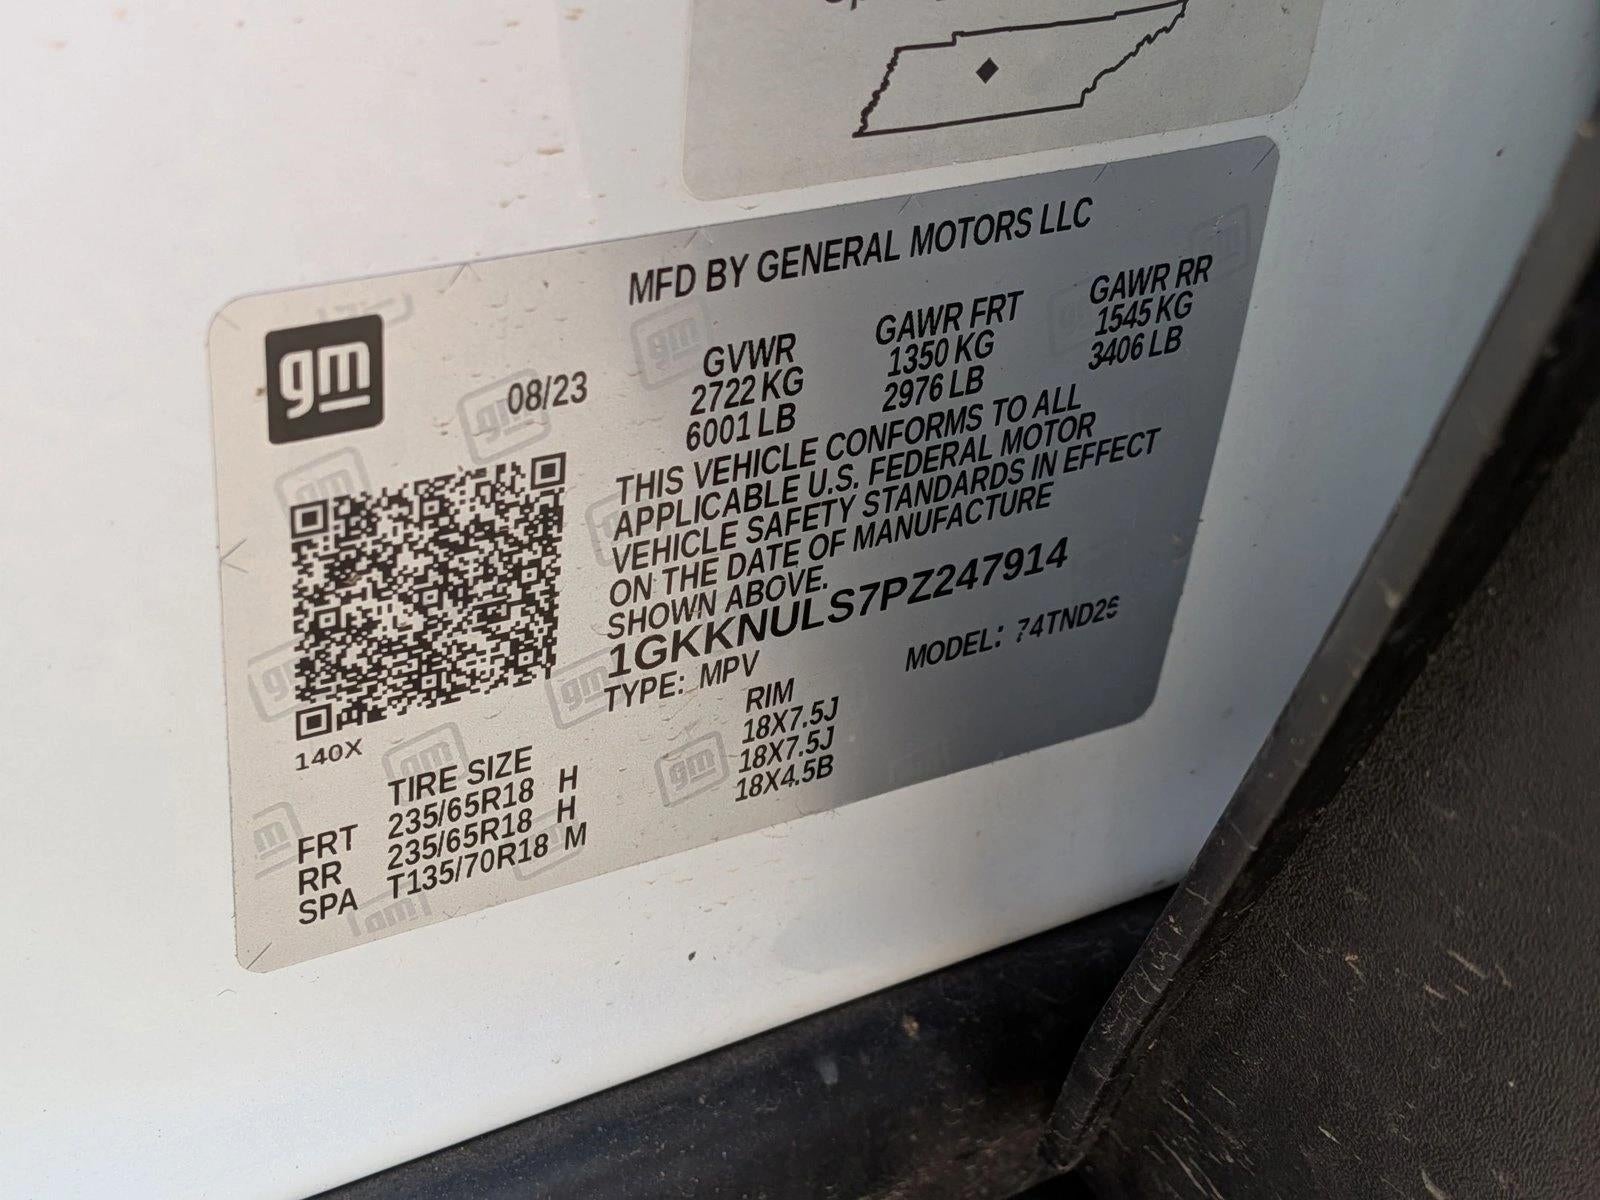 MFD BY GENERAL MOTORS LLC
gm
08/23
GVWR GAWR FRT GAWR RR
2722 KG 1350 KG 1545 KG
6001 LB 2976 LB 3406 LB
THIS VEHICLE CONFORMS TO ALL
APPLICABLE U.S. FEDERAL MOTOR
VEHICLE SAFETY STANDARDS IN EFFECT
ON THE DATE OF MANUFACTURE
SHOWN ABOVE.
1GKKNULS7PZ247914
TYPE: MPV MODEL: 74TND26
140X
TIRE SIZE RIM
FRT 235/65R18 H 18X7.5J
RR 235/65R18 H 18X7.5J
SPA T135/70R18 M 18X4.5B